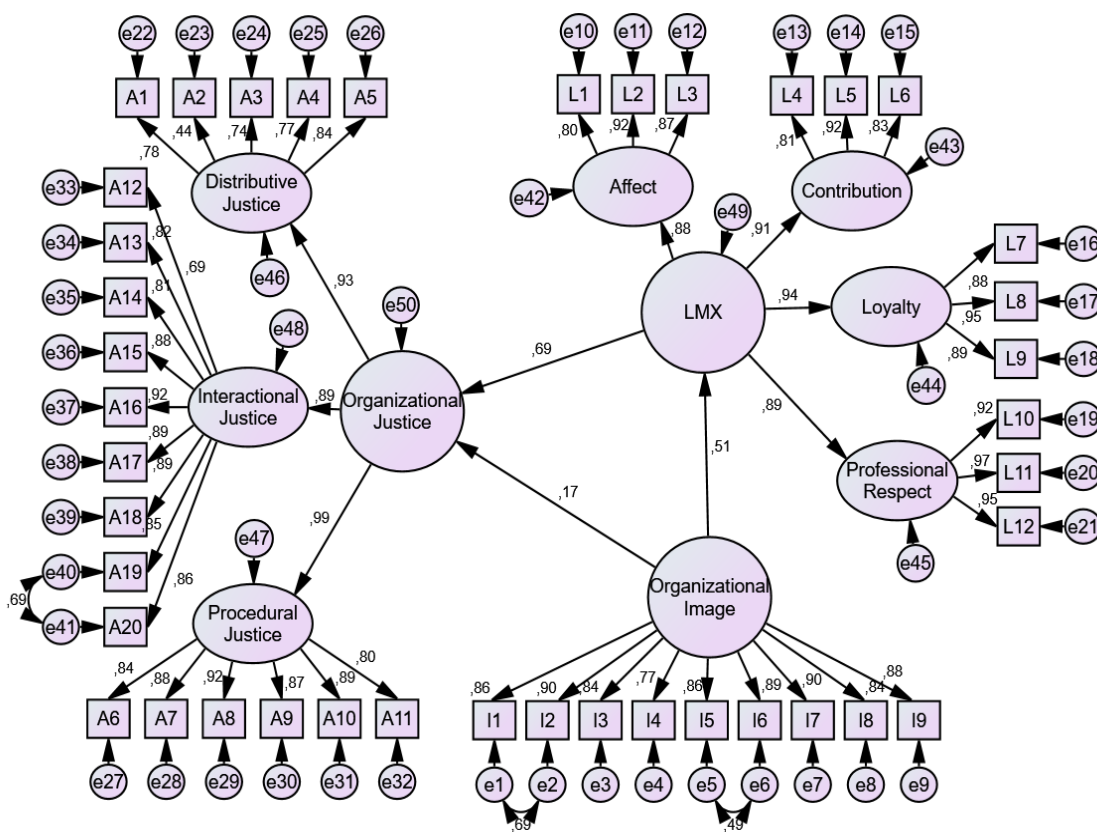 e22 e23 e24 e25 e26
A1 A2 A3 A4 A5
,78 ,44 ,74 ,77 ,84
Distributive
Justice
e46
e10 e11 e12
L1 L2 L3
,80 ,92 ,87
Affect
e42
e13 e14 e15
L4 L5 L6
,81 ,92 ,83
Contribution
e43
e33 A12
e34 A13
e35 A14
e36 A15
e37 A16
e38 A17
e39 A18
e40 A19
e41 A20
,69
,82
,69
,81
,88
,92
,89
,89
,85
,86
Interactional
Justice
e48
,93
,89
,99
e50
Organizational
Justice
,69
,17
e49
LMX
,88
,91
,94
,89
,51
Loyalty
e44
L7 e16
L8 e17
L9 e18
,88
,95
,89
Professional
Respect
e45
L10 e19
L11 e20
L12 e21
,92
,97
,95
e47
Procedural
Justice
,84 ,88 ,92 ,87 ,89 ,80
A6 A7 A8 A9 A10 A11
e27 e28 e29 e30 e31 e32
Organizational
Image
,86 ,90 ,84 ,77 ,86 ,89 ,90 ,84 ,88
I1 I2 I3 I4 I5 I6 I7 I8 I9
e1 e2 e3 e4 e5 e6 e7 e8 e9
,69 ,49